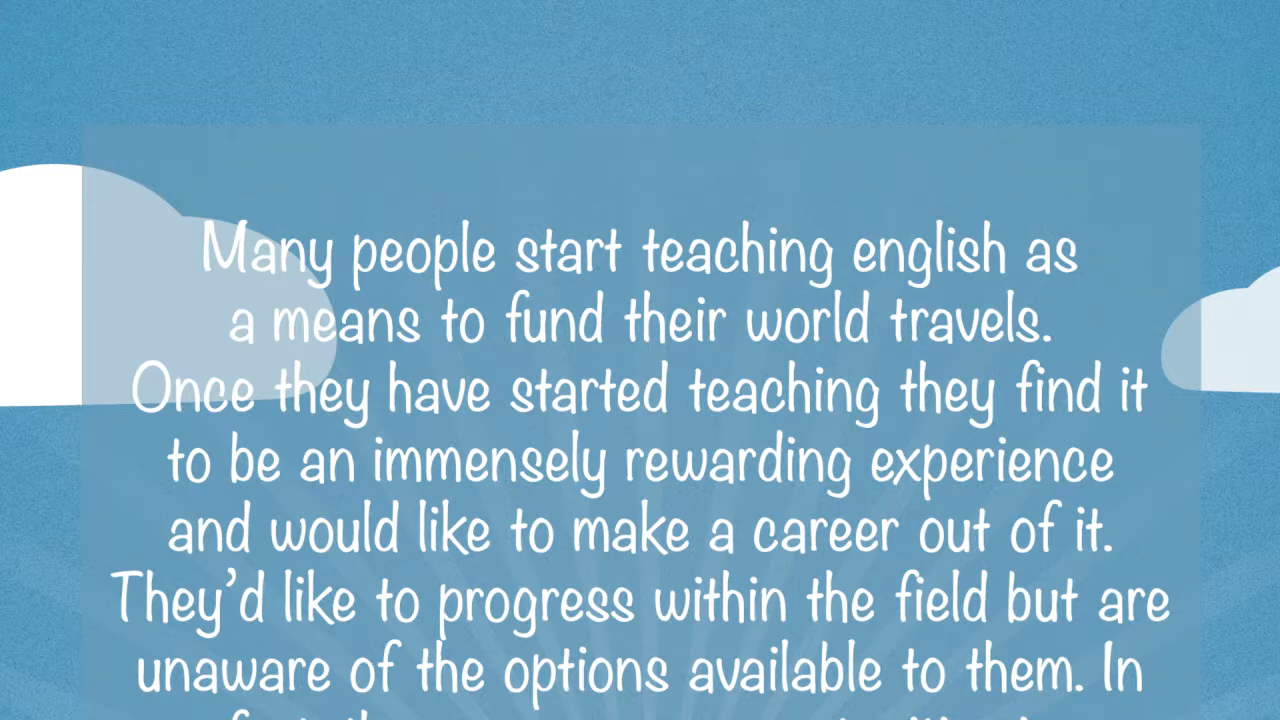 Many people start teaching english as
a means to fund their world travels.
Once they have started teaching they find it
to be an immensely rewarding experience
and would like to make a career out of it.
They’d like to progress within the field but are
unaware of the options available to them. In